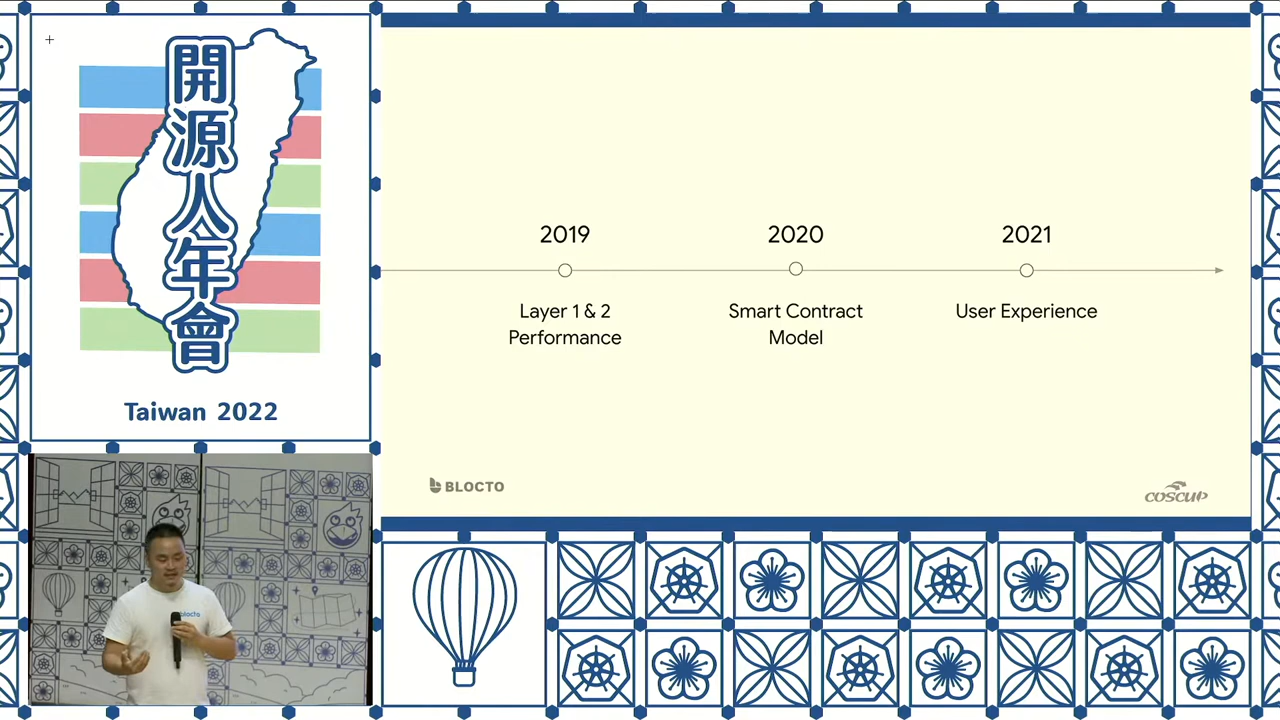 開源人年會
Taiwan 2022
2019
Layer 1 & 2
Performance
2020
Smart Contract
Model
2021
User Experience
BLOCTO
COSCUP
blocto